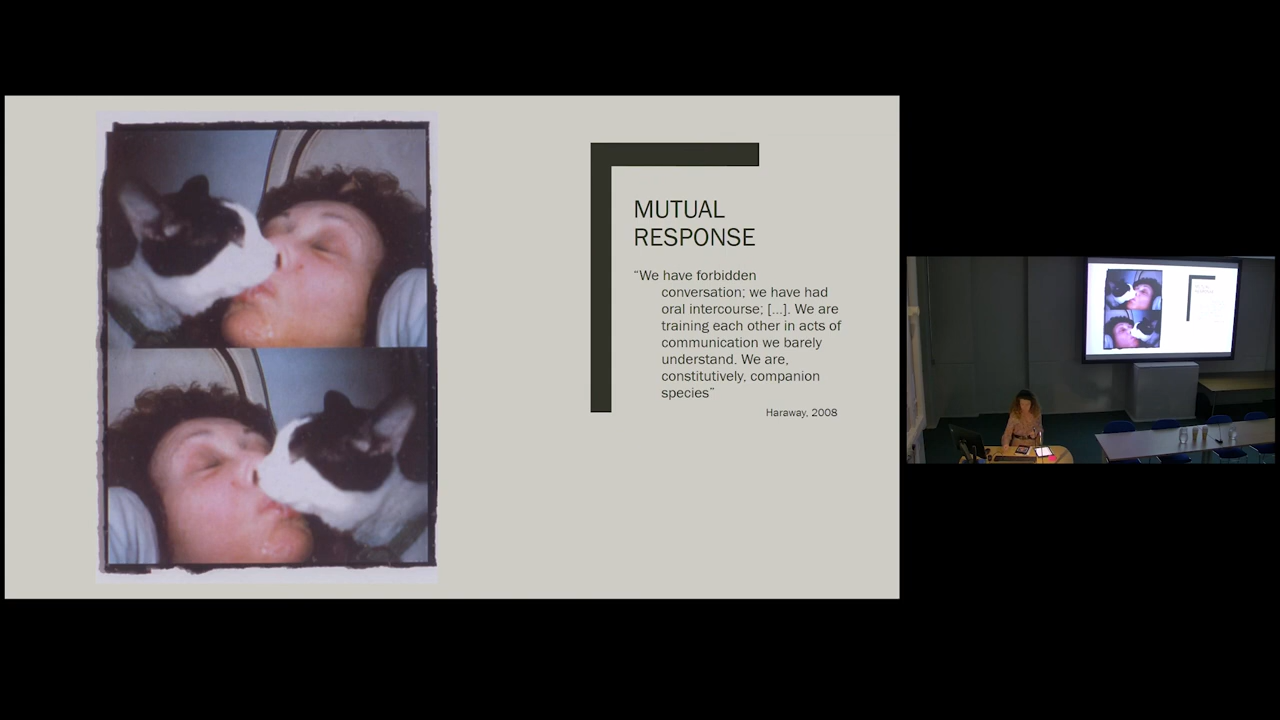 MUTUAL
RESPONSE
“We have forbidden
conversation; we have had
oral intercourse; [...]. We are
training each other in acts of
communication we barely
understand. We are,
constitutively, companion
species”
Haraway, 2008